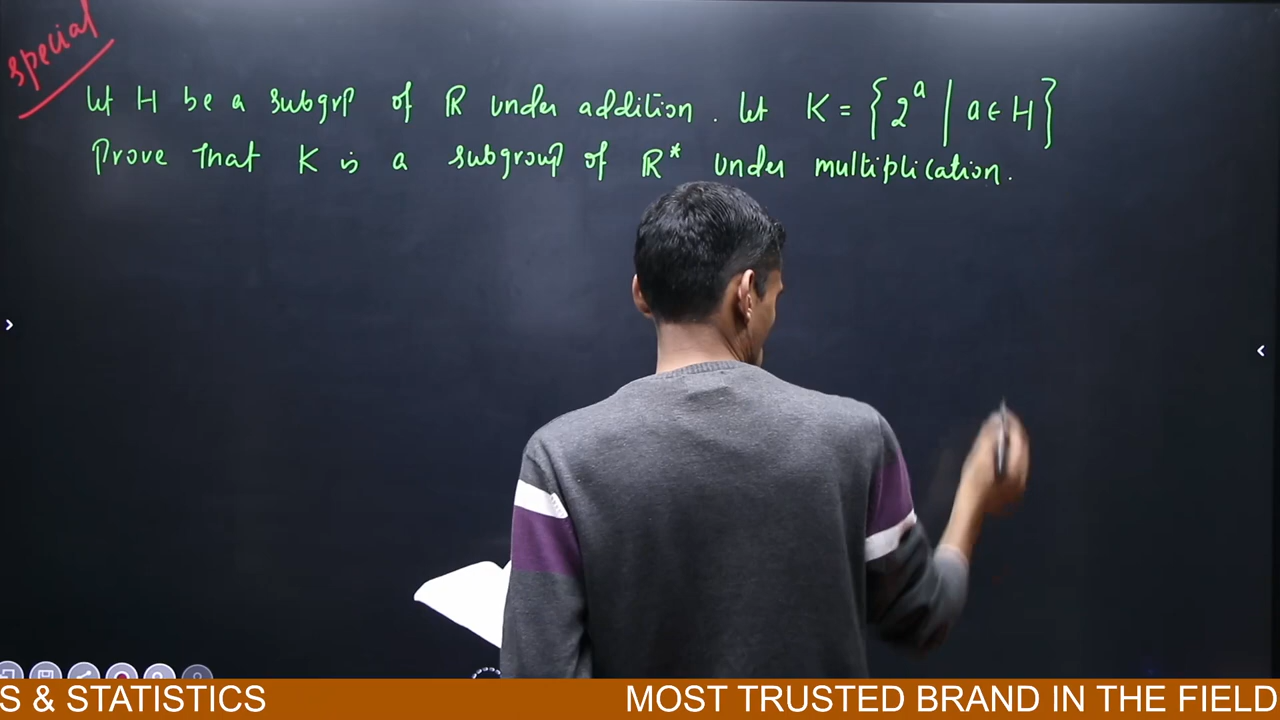 special
Let H be a subgrp of ℝ under addition. Let K = {2^a | a ∈ H}
Prove that K is a subgroup of ℝ* under multiplication.
S & STATISTICS MOST TRUSTED BRAND IN THE FIELD